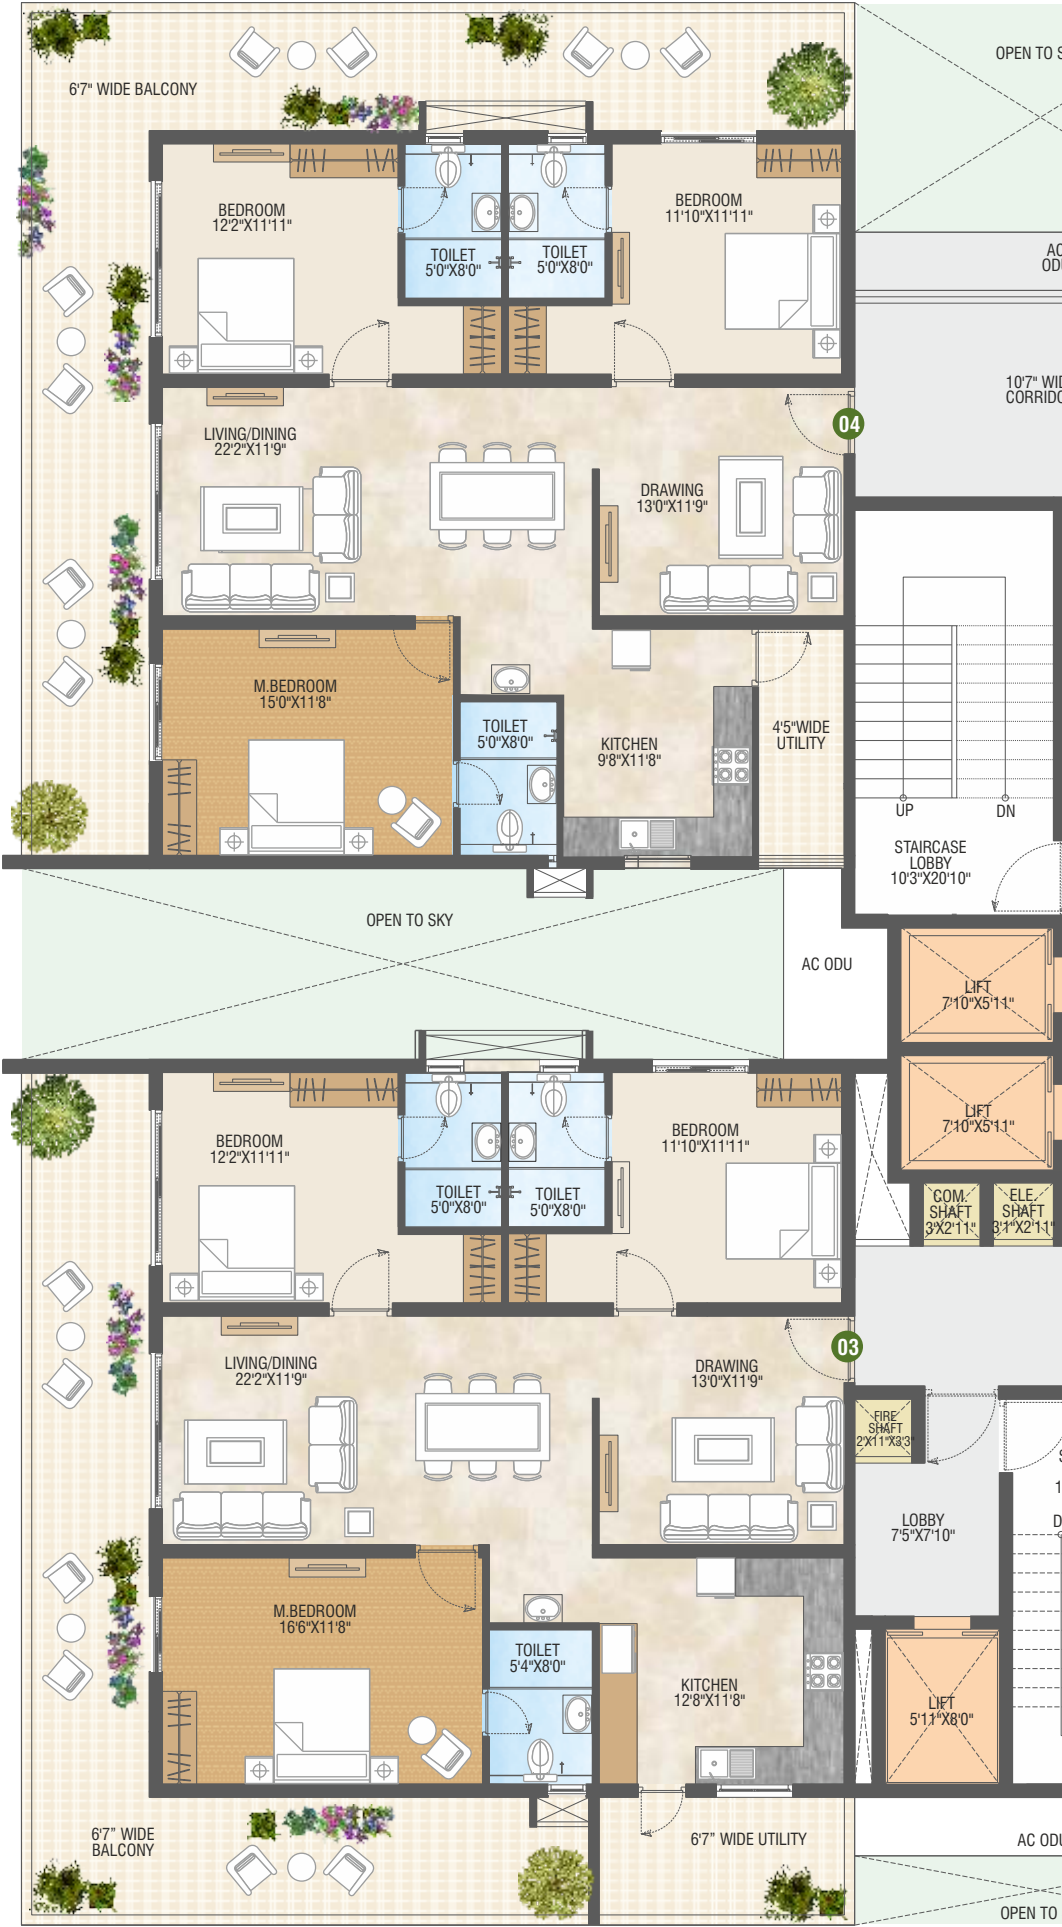 OPEN TO S
6'7" WIDE BALCONY
BEDROOM
12'2"X11'11"
BEDROOM
11'10"X11'11"
TOILET
5'0"X8'0"
TOILET
5'0"X8'0"
AC
ODU
10'7" WID
CORRIDO
04
LIVING/DINING
22'2"X11'9"
DRAWING
13'0"X11'9"
M.BEDROOM
15'0"X11'8"
TOILET
5'0"X8'0"
KITCHEN
9'8"X11'8"
4'5"WIDE
UTILITY
UP
DN
STAIRCASE
LOBBY
10'3"X20'10"
OPEN TO SKY
AC ODU
LIFT
7'10"X5'11"
LIFT
7'10"X5'11"
BEDROOM
12'2"X11'11"
BEDROOM
11'10"X11'11"
TOILET
5'0"X8'0"
TOILET
5'0"X8'0"
COM.
SHAFT
3'X2'11"
ELE.
SHAFT
3'1"X2'11"
03
LIVING/DINING
22'2"X11'9"
DRAWING
13'0"X11'9"
FIRE
SHAFT
2'X11"X3'3"
S
1
D
LOBBY
7'5"X7'10"
M.BEDROOM
16'6"X11'8"
TOILET
5'4"X8'0"
KITCHEN
12'8"X11'8"
LIFT
5'11"X8'0"
6'7" WIDE
BALCONY
6'7" WIDE UTILITY
AC ODU
OPEN TO